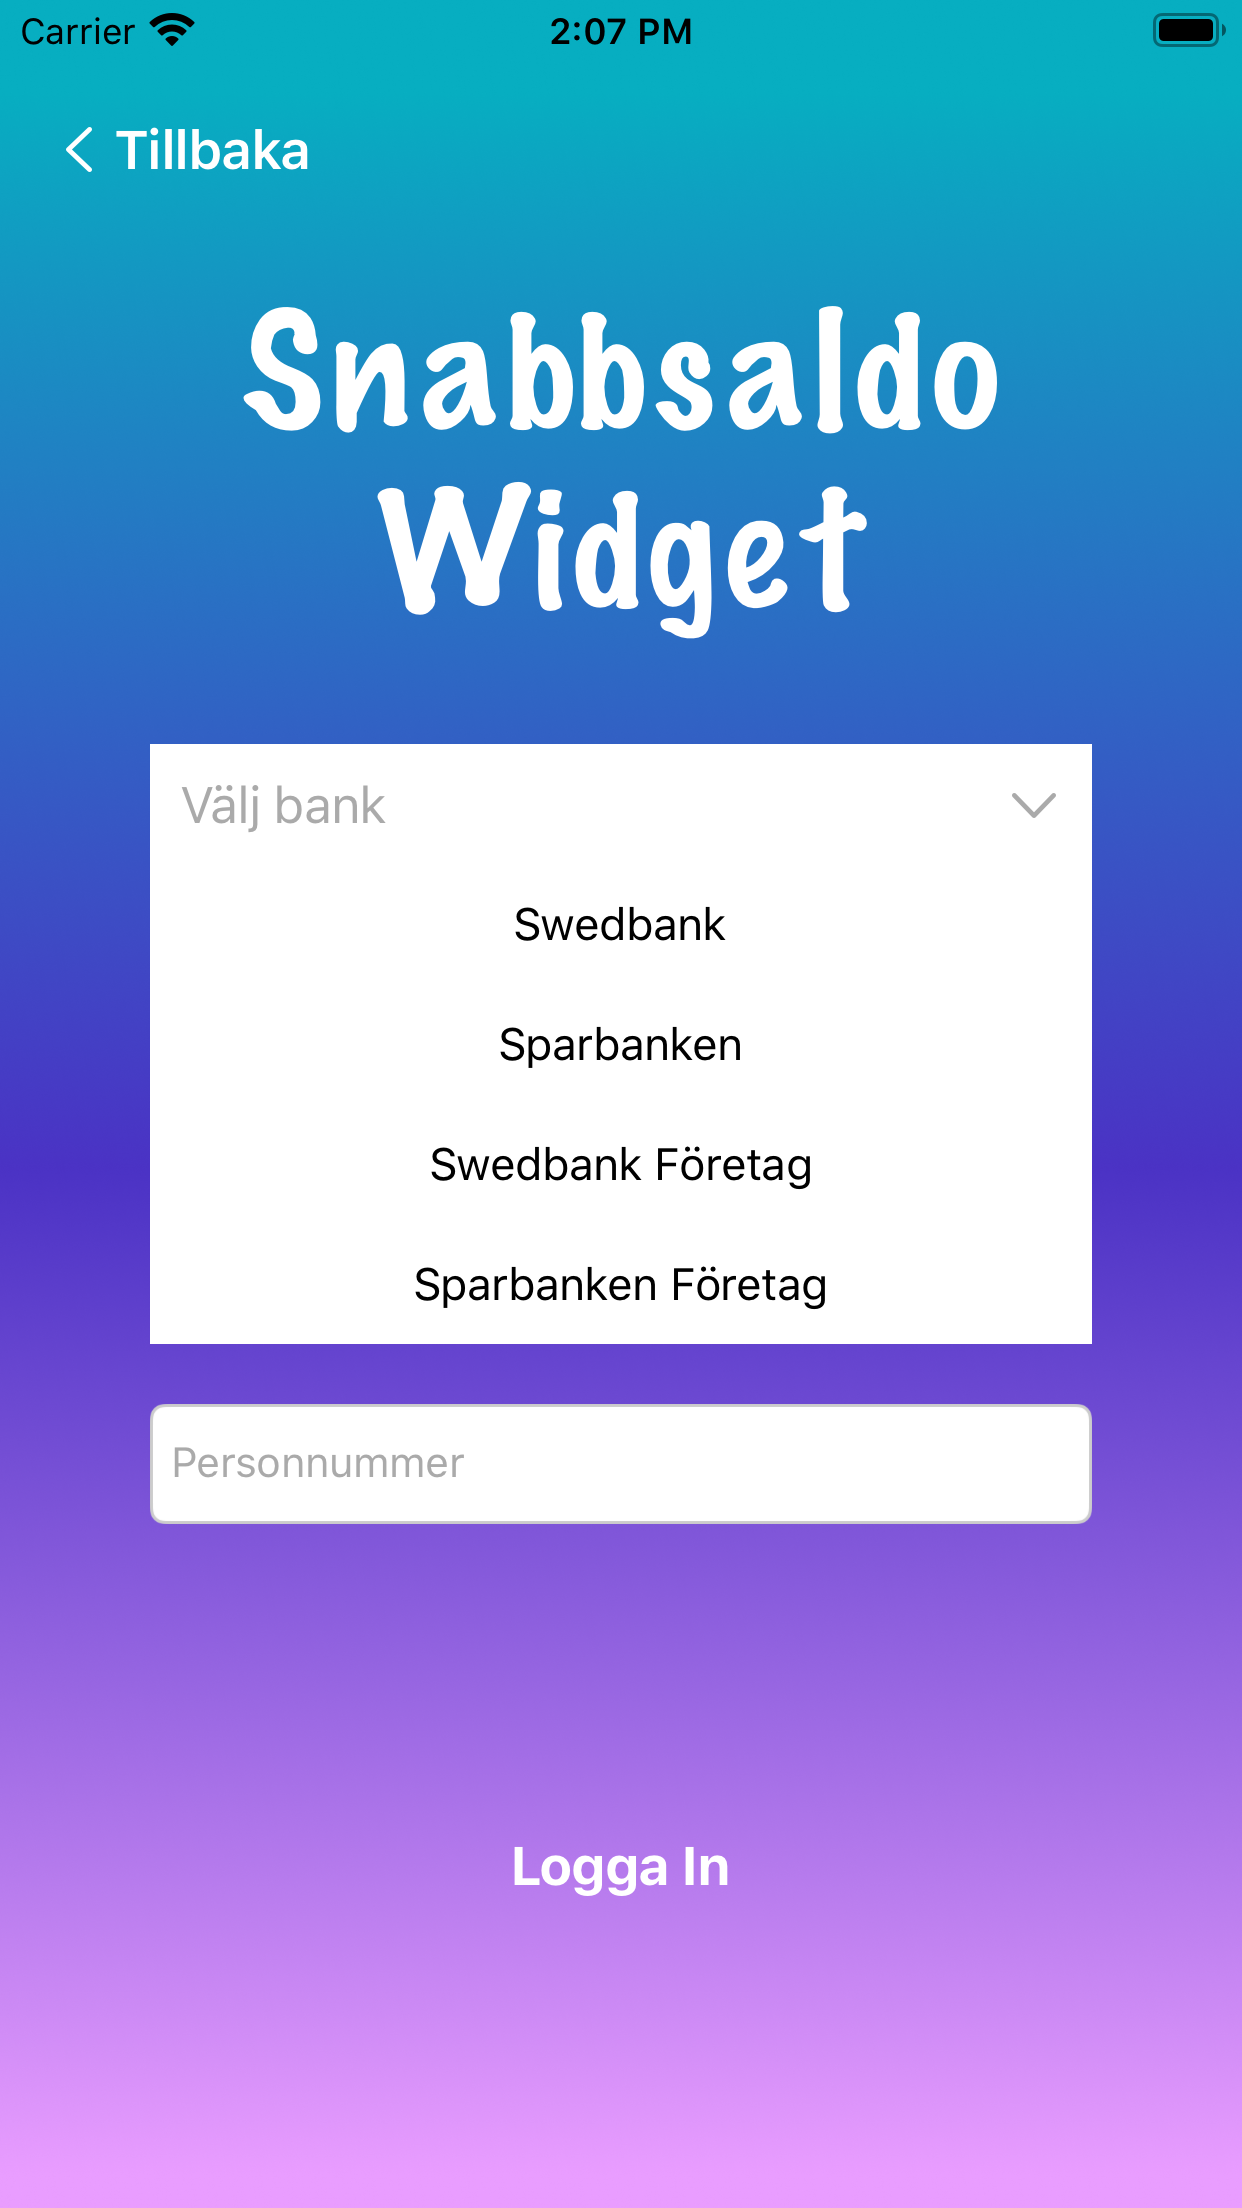 Carrier 2:07 PM
Tillbaka
Snabbsaldo
Widget
Välj bank
Swedbank
Sparbanken
Swedbank Företag
Sparbanken Företag
Personnummer
Logga In